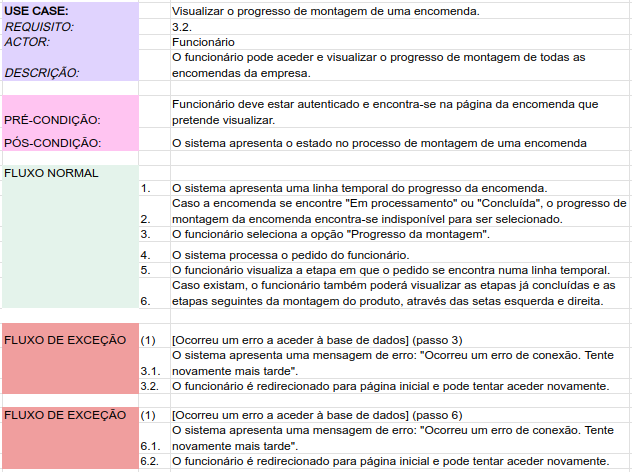 USE CASE: Visualizar o progresso de montagem de uma encomenda.
REQUISITO: 3.2.
ACTOR: Funcionário
O funcionário pode aceder e visualizar o progresso de montagem de todas as
DESCRIÇÃO: encomendas da empresa.
Funcionário deve estar autenticado e encontra-se na página da encomenda que
PRÉ-CONDIÇÃO: pretende visualizar.
PÓS-CONDIÇÃO: O sistema apresenta o estado no processo de montagem de uma encomenda
FLUXO NORMAL
1. O sistema apresenta uma linha temporal do progresso da encomenda.
Caso a encomenda se encontre "Em processamento" ou "Concluída", o progresso de
2. montagem da encomenda encontra-se indisponível para ser selecionado.
3. O funcionário seleciona a opção "Progresso da montagem".
4. O sistema processa o pedido do funcionário.
5. O funcionário visualiza a etapa em que o pedido se encontra numa linha temporal.
Caso existam, o funcionário também poderá visualizar as etapas já concluídas e as
6. etapas seguintes da montagem do produto, através das setas esquerda e direita.
FLUXO DE EXCEÇÃO (1) [Ocorreu um erro a aceder à base de dados] (passo 3)
O sistema apresenta uma mensagem de erro: "Ocorreu um erro de conexão. Tente
3.1. novamente mais tarde".
3.2. O funcionário é redirecionado para página inicial e pode tentar aceder novamente.
FLUXO DE EXCEÇÃO (1) [Ocorreu um erro a aceder à base de dados] (passo 6)
O sistema apresenta uma mensagem de erro: "Ocorreu um erro de conexão. Tente
6.1. novamente mais tarde".
6.2. O funcionário é redirecionado para página inicial e pode tentar aceder novamente.